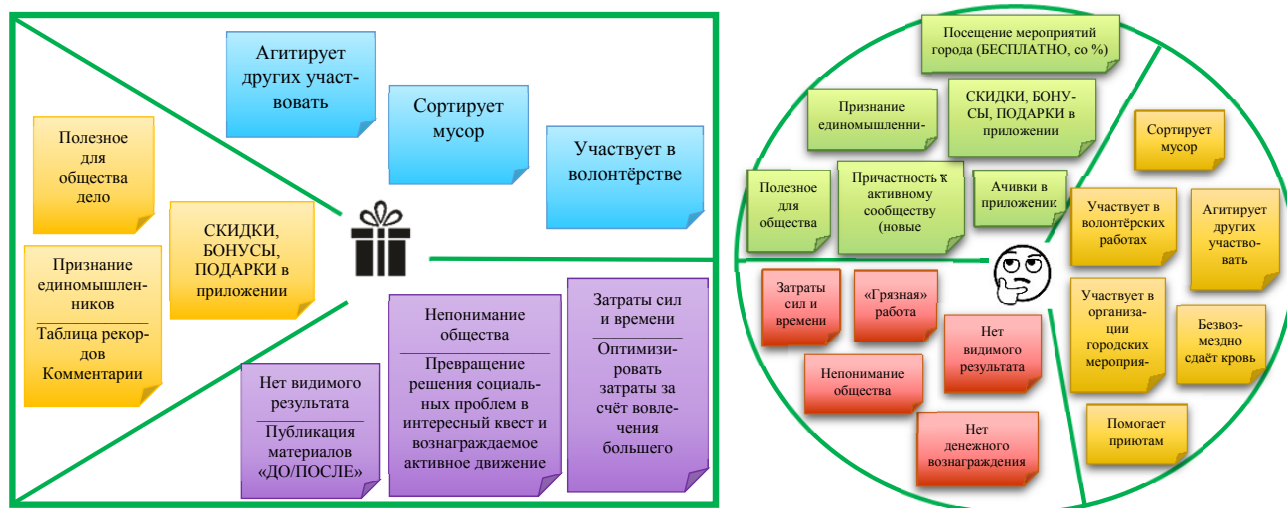 Агитирует
других участ-
вовать
Сортирует
мусор
Участвует в
волонтёрстве
Полезное
для
общества
дело
СКИДКИ,
БОНУСЫ,
ПОДАРКИ в
приложении
Признание
единомышлен-
ников
Таблица рекор-
дов
Комментарии
Нет видимого
результата
Публикация
материалов
«ДО/ПОСЛЕ»
Непонимание
общества
Превращение
решения социаль-
ных проблем в
интересный квест и
вознаграждаемое
активное движение
Затраты сил
и времени
Оптимизи-
ровать
затраты за
счёт вовле-
чения
большего
Посещение мероприятий
города (БЕСПЛАТНО, со %)
Признание
единомышленни-
СКИДКИ, БОНУ-
СЫ, ПОДАРКИ в
приложении
Полезное
для
общества
Причастность к
активному
сообществу
(новые
Ачивки в
приложении
Сортирует
мусор
Участвует в
волонтёрских
работах
Агитирует
других
участво-
вать
Участвует в
организа-
ции
городских
мероприя-
Безвоз-
мездно
сдаёт кровь
Помогает
приютам
Затраты
сил и
времени
«Грязная»
работа
Нет
видимого
результата
Непонимание
общества
Нет
денежного
вознаграждения